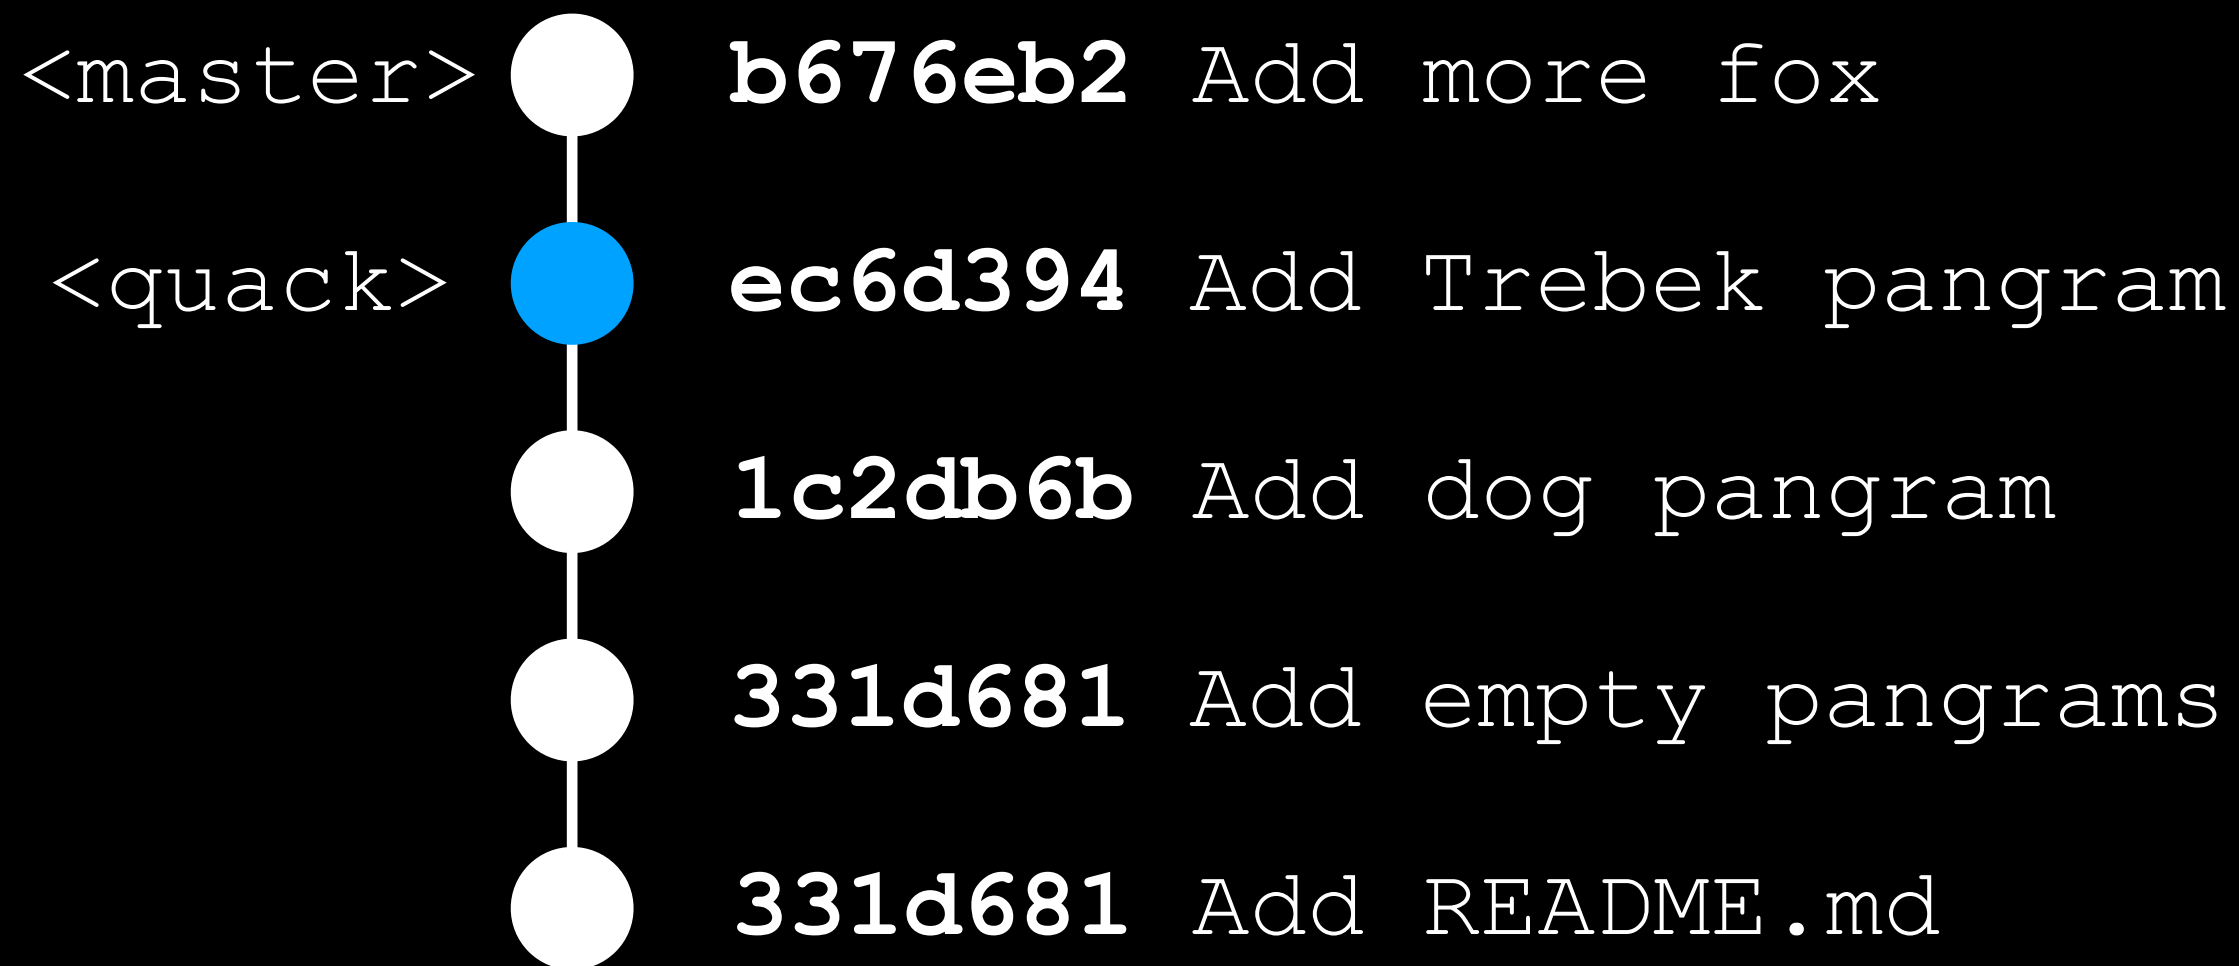 <master> b676eb2 Add more fox
<quack> ec6d394 Add Trebek pangram
1c2db6b Add dog pangram
331d681 Add empty pangrams
331d681 Add README.md